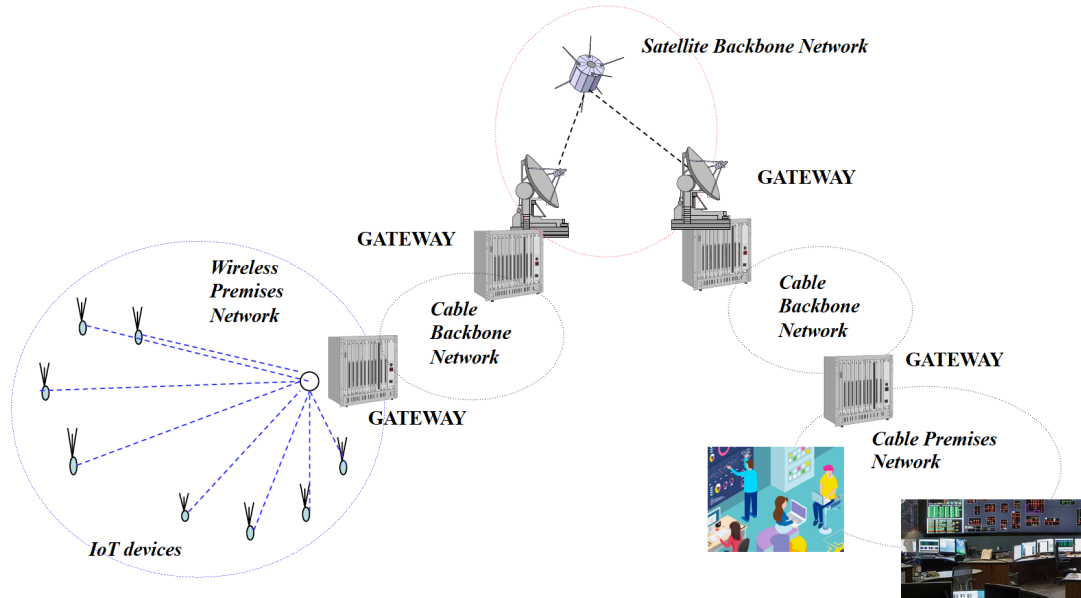 Satellite Backbone Network
GATEWAY
GATEWAY
Wireless
Premises
Network
Cable
Backbone
Network
Cable
Backbone
Network
GATEWAY
GATEWAY
Cable Premises
Network
IoT devices